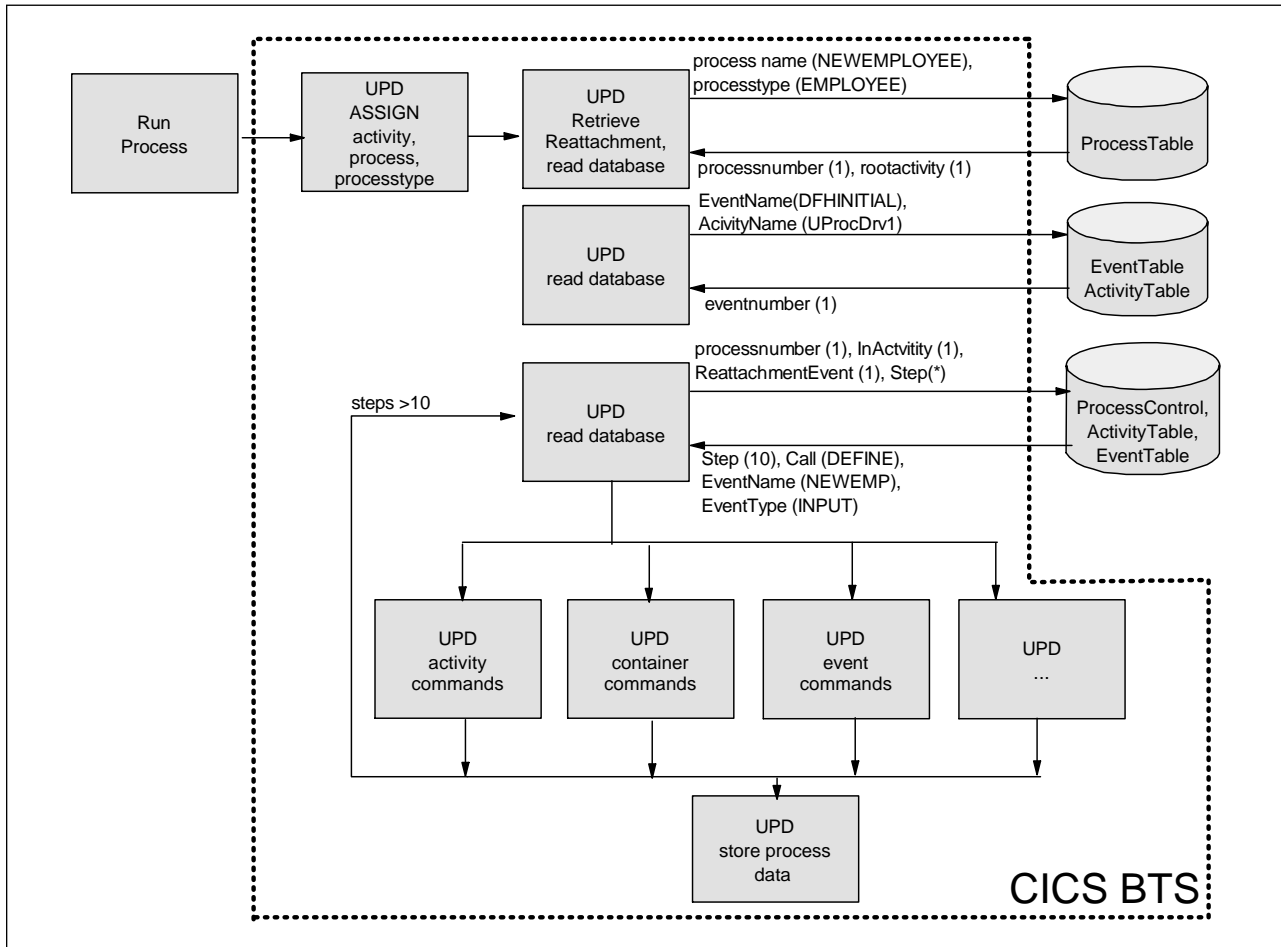 Run
Process
UPD
ASSIGN
activity,
process,
processtype
UPD
Retrieve
Reattachment,
read database
process name (NEWEMPLOYEE),
processtype (EMPLOYEE)
processnumber (1), rootactivity (1)
ProcessTable
UPD
read database
EventName(DFHINITIAL),
AcivityName (UProcDrv1)
eventnumber (1)
EventTable
ActivityTable
steps >10
UPD
read database
processnumber (1), InActvitity (1),
ReattachmentEvent (1), Step(*)
Step (10), Call (DEFINE),
EventName (NEWEMP),
EventType (INPUT)
ProcessControl,
ActivityTable,
EventTable
UPD
activity
commands
UPD
container
commands
UPD
event
commands
UPD
...
UPD
store process
data
CICS BTS